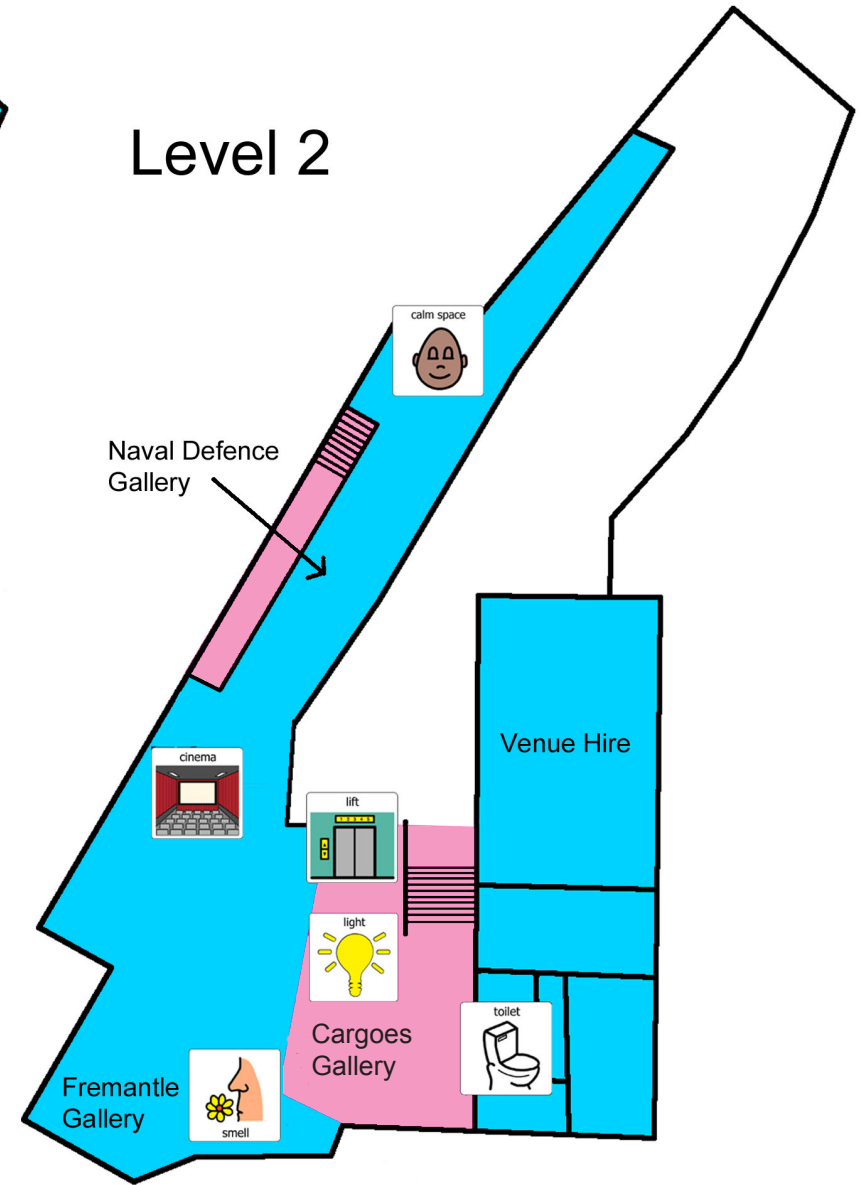 Level 2
calm space
Naval Defence
Gallery
Venue Hire
cinema
lift
light
toilet
Cargoes
Gallery
Fremantle
Gallery
smell